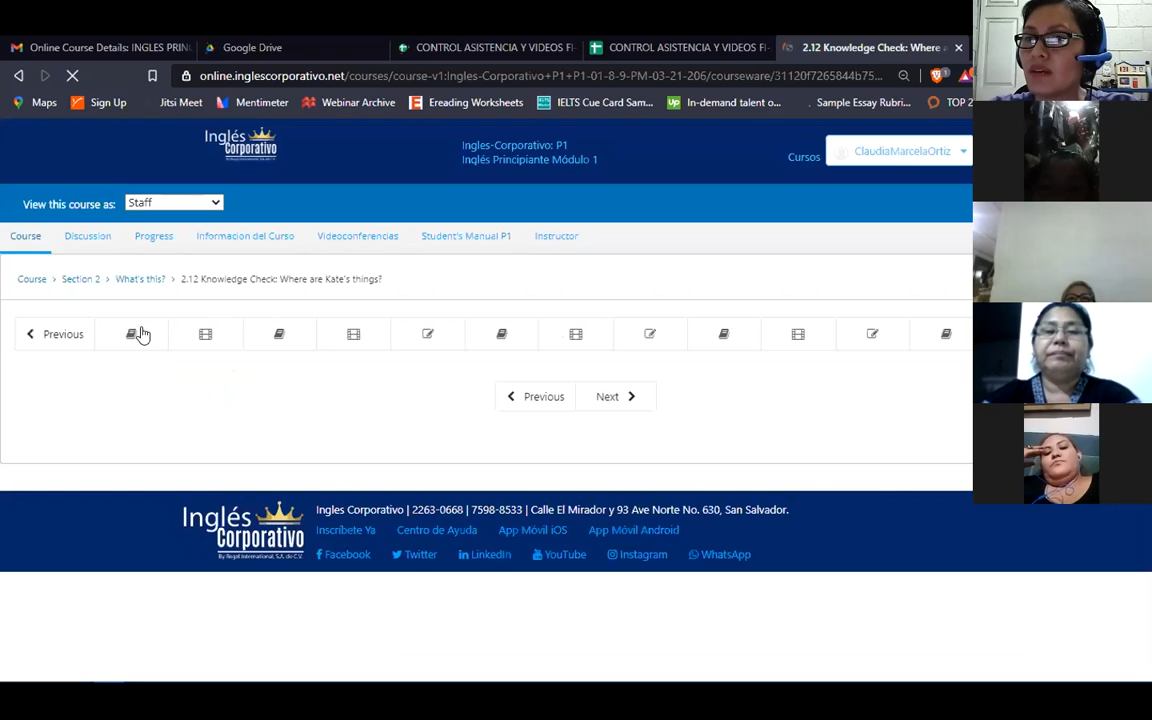 Online Course Details: INGLES PRIN
Google Drive
CONTROL ASISTENCIA Y VIDEOS FI-
CONTROL ASISTENCIA Y VIDEOS FI-
2.12 Knowledge Check: Where
online.inglescorporativo.net/courses/course-v1:Ingles-Corporativo+P1+P1-01-8-9-PM-03-21-206/courseware/31120f7265844b75...
Maps
Sign Up
Jitsi Meet
Mentimeter
Webinar Archive
Ereading Worksheets
IELTS Cue Card Sam...
In-demand talent o...
Sample Essay Rubri...
TOP 2
Inglés
Corporativo
Ingles-Corporativo: P1
Inglés Principiante Módulo 1
Cursos
ClaudiaMarcelaOrtiz
View this course as:
Staff
Course
Discussion
Progress
Informacion del Curso
Videoconferencias
Student's Manual P1
Instructor
Course > Section 2 > What's this? > 2.12 Knowledge Check: Where are Kate's things?
Previous
Previous
Next
Inglés
Corporativo
By Regal International, S.A. de C.V.
Ingles Corporativo | 2263-0668 | 7598-8533 | Calle El Mirador y 93 Ave Norte No. 630, San Salvador.
Inscríbete Ya
Centro de Ayuda
App Móvil iOS
App Móvil Android
Facebook
Twitter
LinkedIn
YouTube
Instagram
WhatsApp